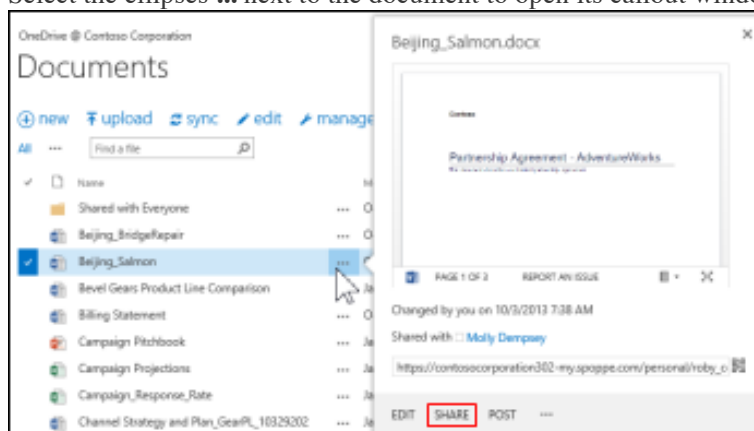 Select the ellipses ... next to the document to open its callout
OneDrive @ Contoso Corporation
Documents
new upload sync edit manage
All ... Find a file
Name
Shared with Everyone ...
Beijing_BridgeRepair ...
Beijing_Salmon ...
Bevel Gears Product Line Comparison ...
Billing Statement ...
Campaign Pitchbook ...
Campaign Projections ...
Campaign_Response_Rate ...
Channel Strategy and Plan_GearPL_10329202 ...
Beijing_Salmon.docx
Contoso
Partnership Agreement - AdventureWorks
PAGE 1 OF 3 REPORT AN ISSUE
Changed by you on 10/3/2013 7:38 AM
Shared with Molly Dempsey
https://contosocorporation302-my.spoppe.com/personal/roby_c
EDIT SHARE POST ...